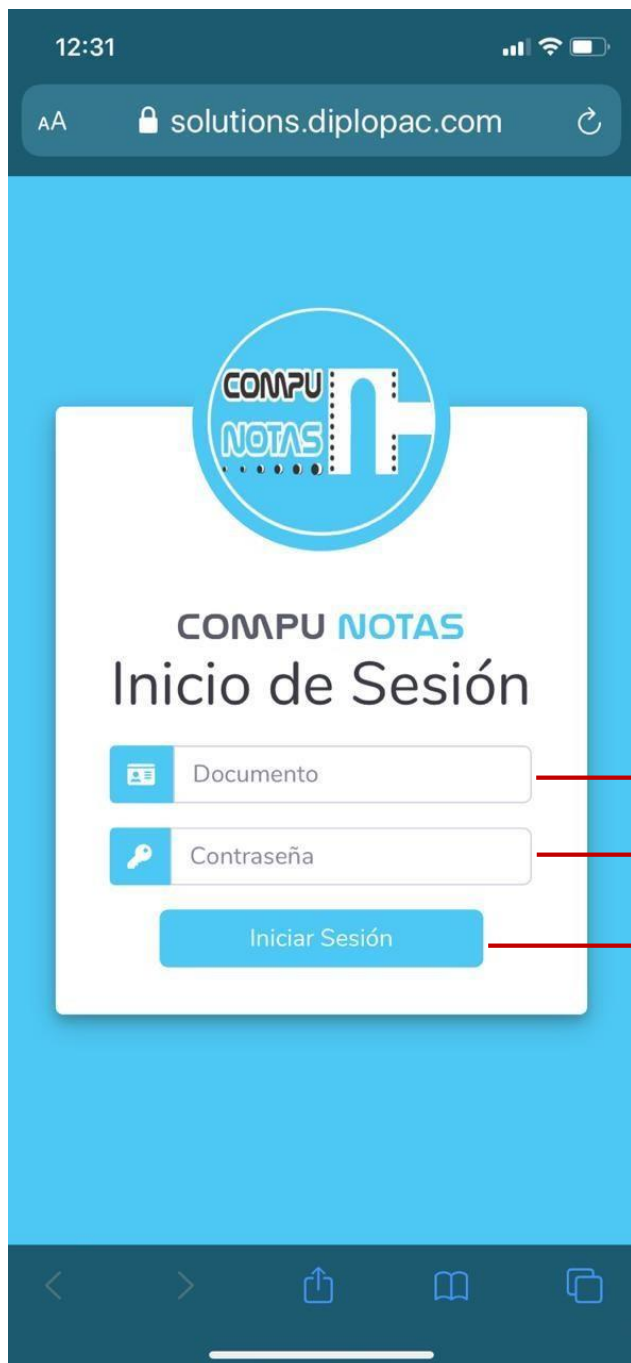 12:31
AA solutions.diplopac.com
COMPU
NOTAS
COMPU NOTAS
Inicio de Sesión
Documento
Contraseña
Iniciar Sesión